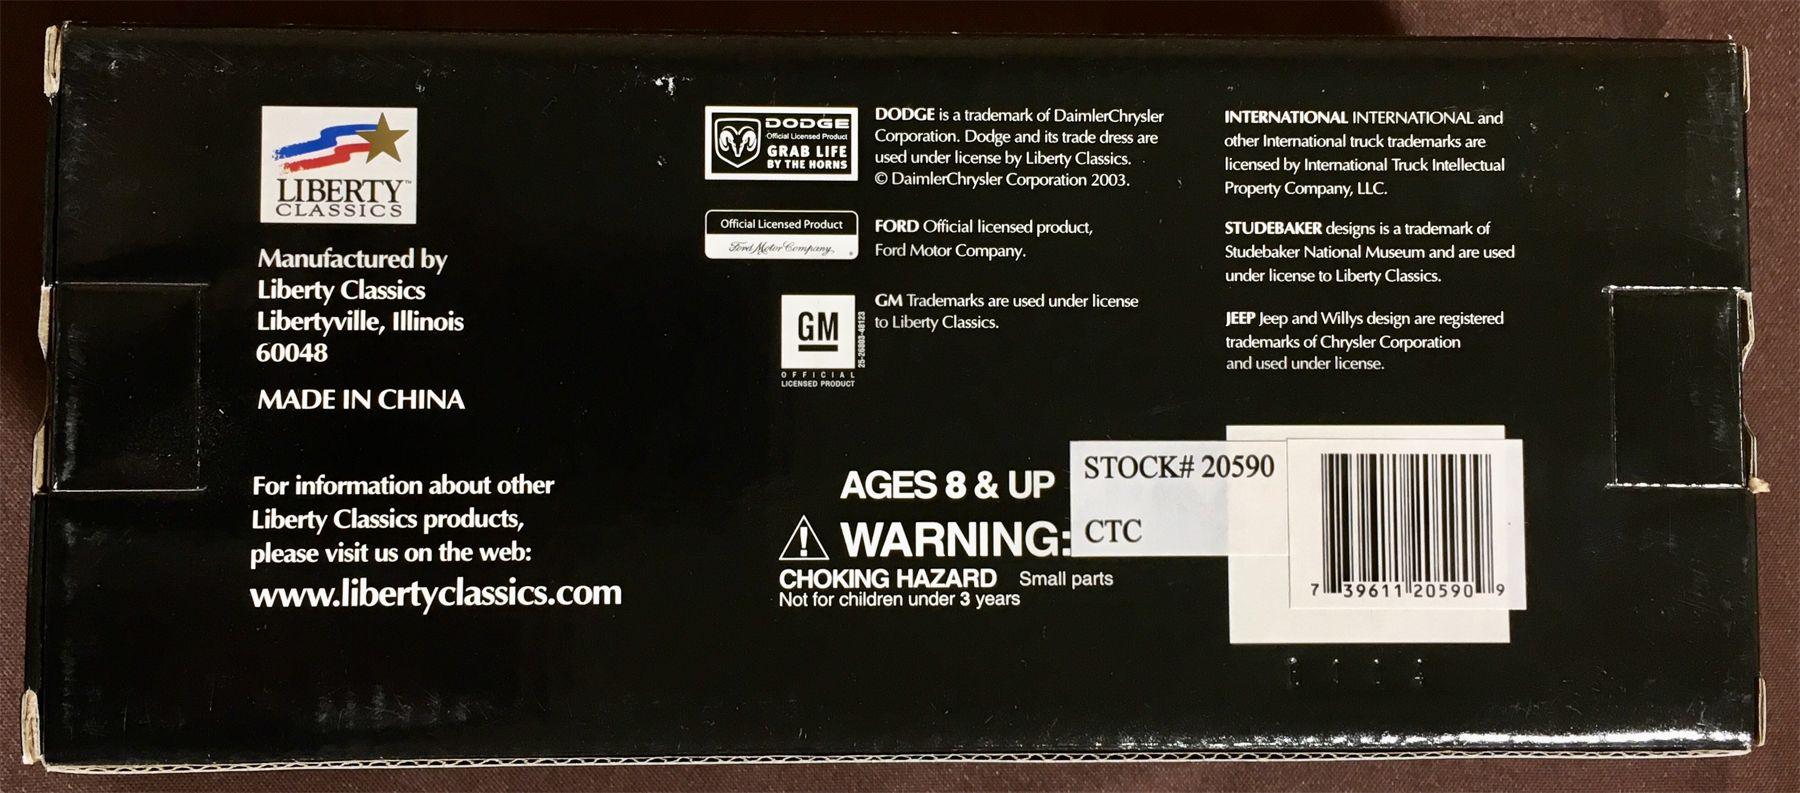 LIBERTY™
CLASSICS
Manufactured by
Liberty Classics
Libertyville, Illinois
60048
MADE IN CHINA
For information about other
Liberty Classics products,
please visit us on the web:
www.libertyclassics.com
DODGE
Official Licensed Product
GRAB LIFE
BY THE HORNS
DODGE is a trademark of DaimlerChrysler
Corporation. Dodge and its trade dress are
used under license by Liberty Classics.
© DaimlerChrysler Corporation 2003.
Official Licensed Product
Ford Motor Company ®
FORD Official licensed product,
Ford Motor Company.
GM
OFFICIAL
LICENSED PRODUCT
25-26803-48123
GM Trademarks are used under license
to Liberty Classics.
INTERNATIONAL INTERNATIONAL and
other International truck trademarks are
licensed by International Truck Intellectual
Property Company, LLC.
STUDEBAKER designs is a trademark of
Studebaker National Museum and are used
under license to Liberty Classics.
JEEP Jeep and Willys design are registered
trademarks of Chrysler Corporation
and used under license.
AGES 8 & UP
WARNING:
CHOKING HAZARD Small parts
Not for children under 3 years
STOCK# 20590
CTC
7 39611 20590 9